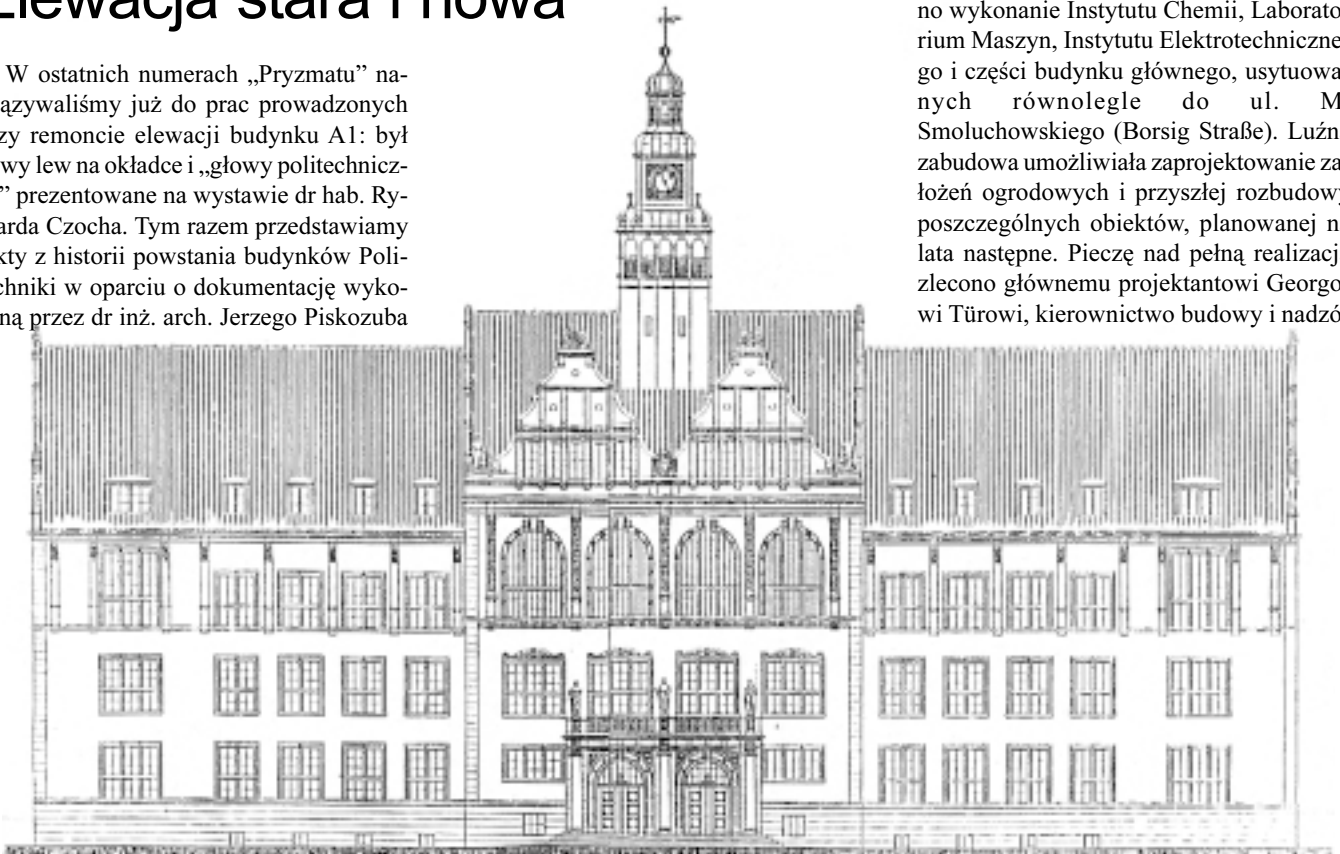 Elewacja stara i nowa
W ostatnich numerach „Pryzmatu” na-
ązywaliśmy już do prac prowadzonych
zy remoncie elewacji budynku A1: był
wy lew na okładce i „głowy politechnicz-
” prezentowane na wystawie dr hab. Ry-
arda Czocha. Tym razem przedstawiamy
kty z historii powstania budynków Poli-
chniki w oparciu o dokumentację wyko-
ną przez dr inż. arch. Jerzego Piskozuba
no wykonanie Instytutu Chemii, Laborato
rium Maszyn, Instytutu Elektrotechniczne
go i części budynku głównego, usytuowa
nych równolegle do ul. M
Smoluchowskiego (Borsig Straße). Luźn
zabudowa umożliwiała zaprojektowanie za
łożeń ogrodowych i przyszłej rozbudowy
poszczególnych obiektów, planowanej n
lata następne. Pieczę nad pełną realizacj
zlecono głównemu projektantowi Georgo
wi Türowi, kierownictwo budowy i nadzó